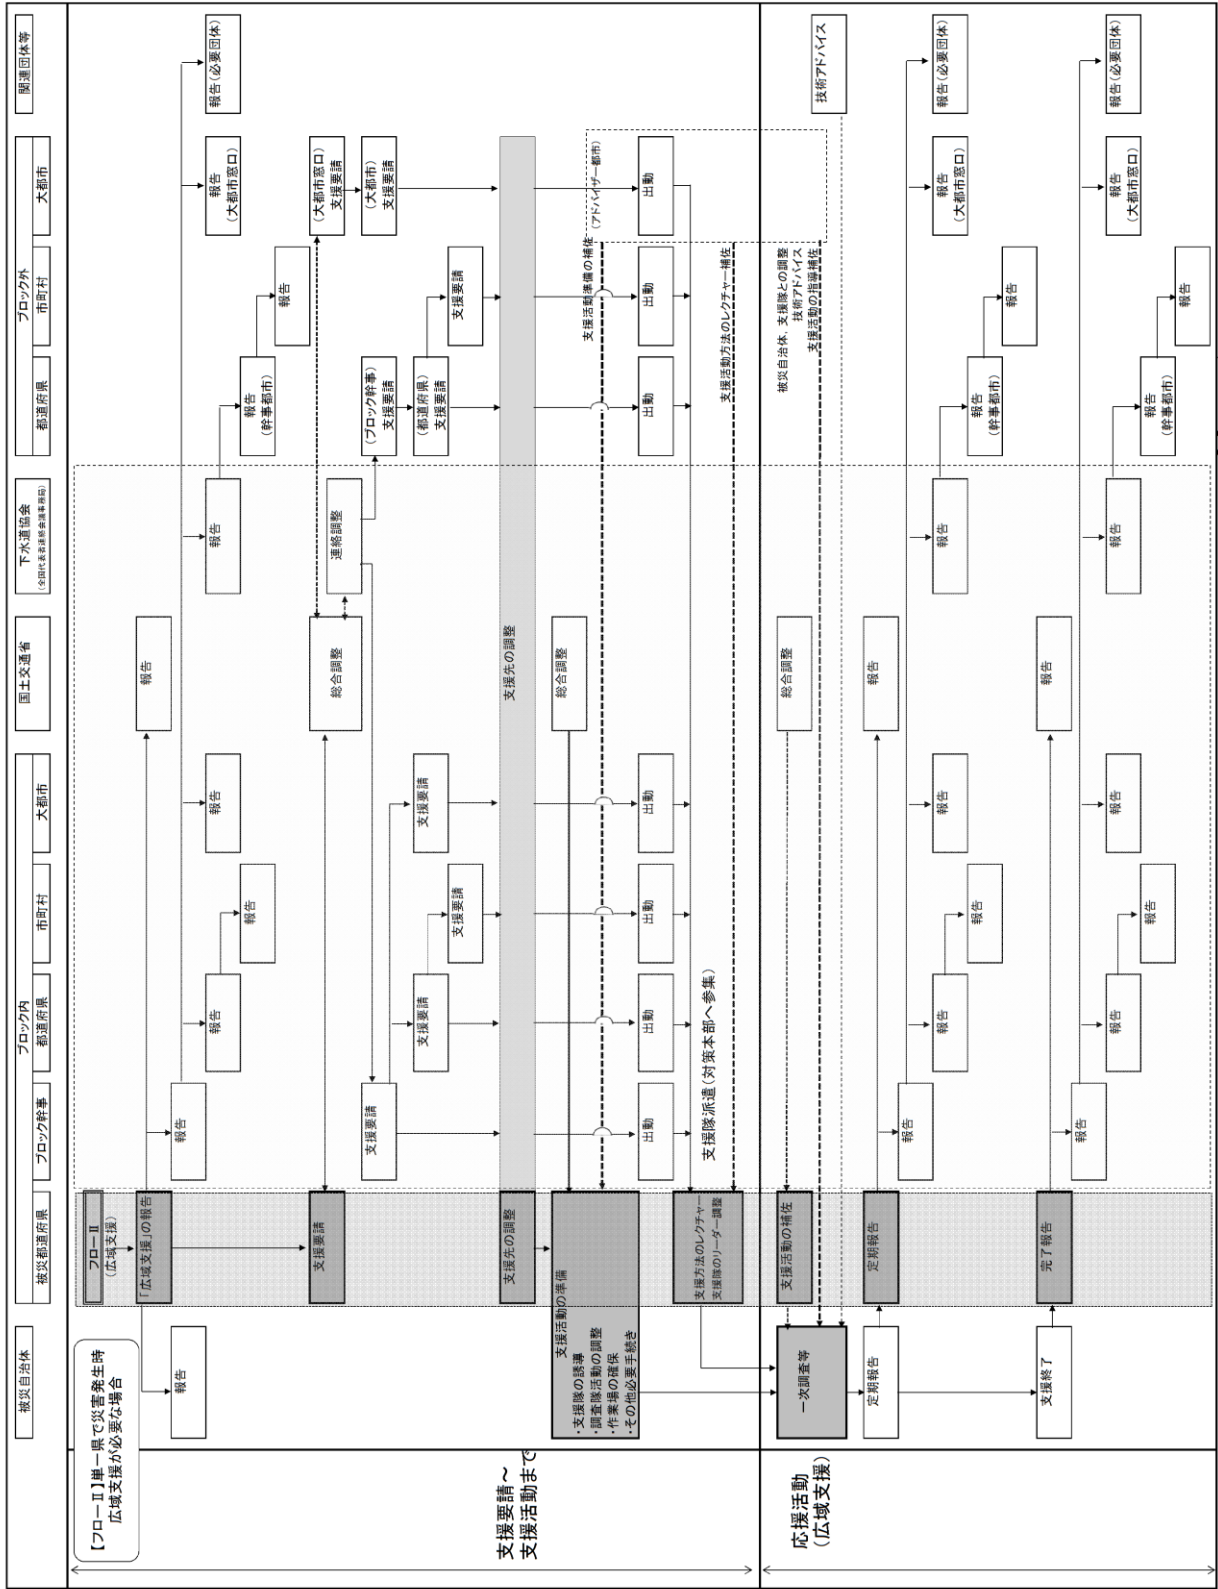 【フローⅡ】単一県で災害発生時
広域支援が必要な場合
被災自治体
被災都道府県
ブロック内
ブロック幹事
都道府県
市町村
大都市
国土交通省
下水道協会
(全国代表者連絡会議事務局)
ブロック外
都道府県
市町村
大都市
関連団体等
支援要請～
支援活動まで
フローⅡ
(広域支援)
「広域支援」の報告
報告
報告
報告
報告
報告
報告
報告
報告
報告
(幹事都市)
報告
報告
(大都市窓口)
報告(必要団体)
支援要請
総合調整
連絡調整
(大都市窓口)
支援要請
支援要請
(ブロック幹事)
支援要請
(大都市)
支援要請
支援要請
支援要請
支援要請
(都道府県)
支援要請
支援要請
支援先の調整
支援先の調整
支援活動の準備
・支援隊の誘導
・調査隊活動の調整
・作業場の確保
・その他必要手続き
総合調整
支援活動準備の補佐
(アドバイザー都市)
出動
出動
出動
出動
出動
出動
出動
支援方法のレクチャー
支援隊のリーダー調整
支援隊派遣(対策本部へ参集)
支援活動方法のレクチャー補佐
応援活動
(広域支援)
一次調査等
支援活動の補佐
総合調整
被災自治体，支援隊との調整
技術アドバイス
支援活動の指導補佐
技術アドバイス
定期報告
定期報告
報告
報告
報告
報告
報告
報告
報告
(幹事都市)
報告
報告
(大都市窓口)
報告(必要団体)
支援終了
完了報告
報告
報告
報告
報告
報告
報告
報告
(幹事都市)
報告
報告
(大都市窓口)
報告(必要団体)